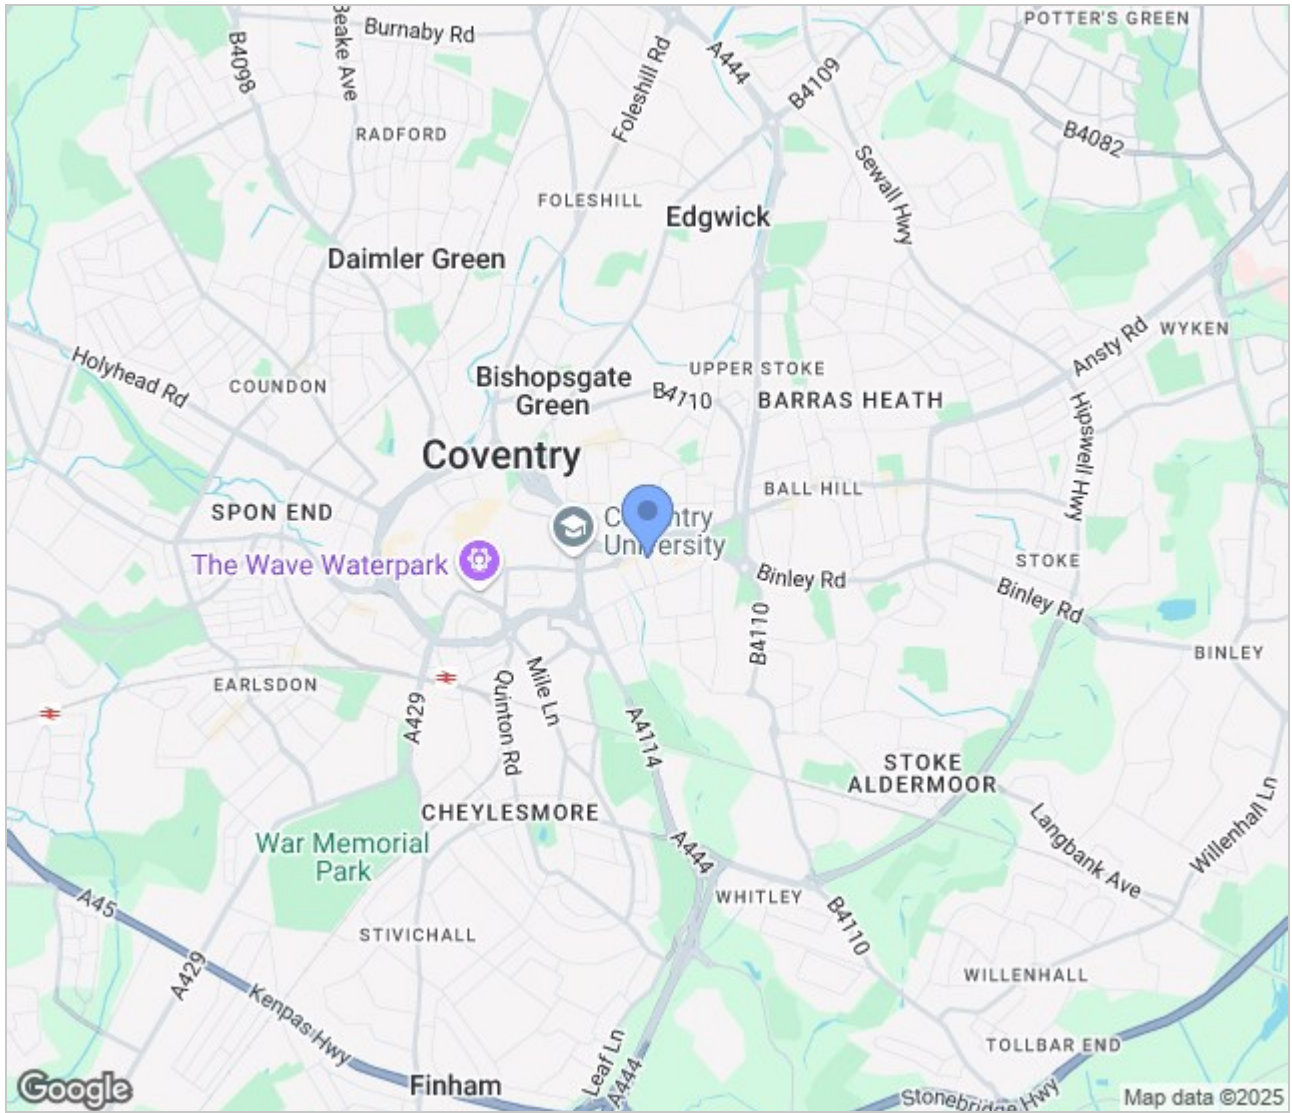 POTTER'S GREEN
Burnaby Rd
Beake Ave
B4098
Foleshill Rd
A444
B4109
RADFORD
B4082
Sewall Hwy
FOLESHILL
Edgwick
Daimler Green
WYKEN
Ansty Rd
Holyhead Rd
COUNDON
UPPER STOKE
Bishopsgate
Green
B4110
BARRAS HEATH
Hipswell Hwy
Coventry
BALL HILL
SPON END
Coventry
University
The Wave Waterpark
Binley Rd
STOKE
Binley Rd
B4110
BINLEY
EARLSDON
Mile Ln
Quinton Rd
A429
A4114
STOKE
ALDERMOOR
CHEYLESMORE
Langbank Ave
Willenhall Ln
War Memorial
Park
A444
WHITLEY
A45
B4110
STIVICHALL
A429
WILLENHALL
Kenpas Hwy
TOLLBAR END
Leaf Ln
A444
Finham
Stonebridge Hwy
Google
Map data ©2025